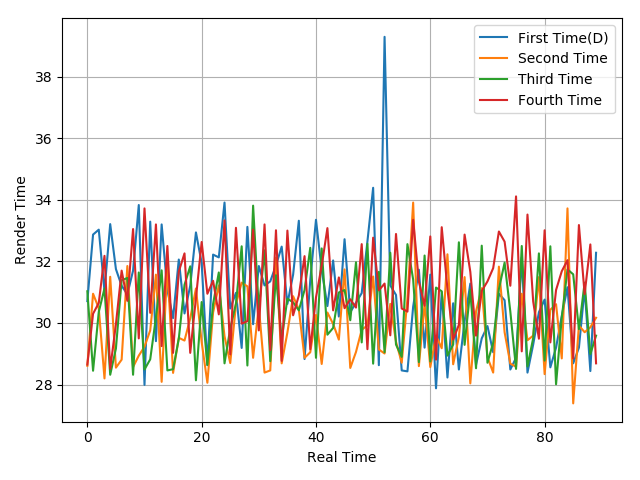 First Time(D)
Second Time
Third Time
Fourth Time
38
36
34
32
30
28
Render Time
0 20 40 60 80
Real Time